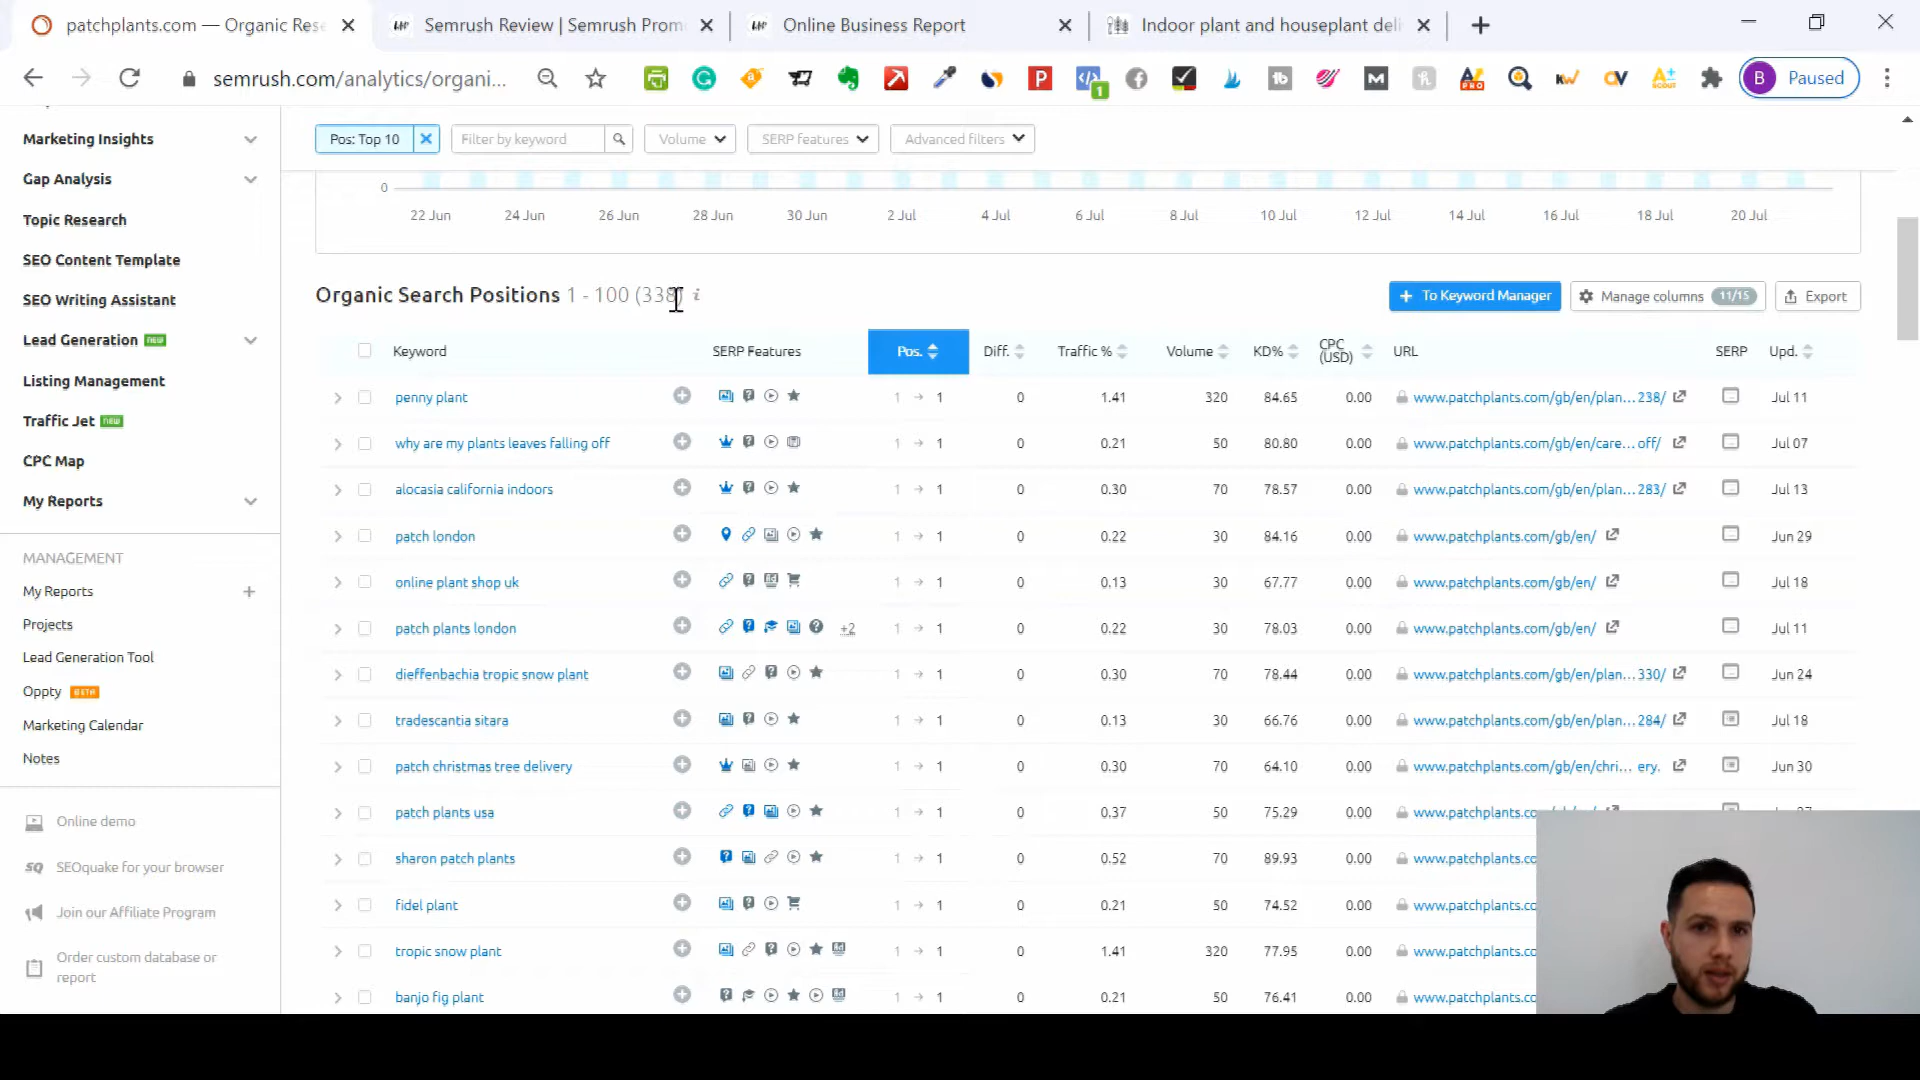 patchplants.com — Organic Res
Semrush Review | Semrush Prom
Online Business Report
Indoor plant and houseplant deli
semrush.com/analytics/organi...
1
B Paused
Marketing Insights
Gap Analysis
Topic Research
SEO Content Template
SEO Writing Assistant
Lead Generation new
Listing Management
Traffic Jet new
CPC Map
My Reports
MANAGEMENT
My Reports +
Projects
Lead Generation Tool
Oppty BETA
Marketing Calendar
Notes
Online demo
SEOquake for your browser
Join our Affiliate Program
Order custom database or
report
Pos: Top 10
Filter by keyword
Volume
SERP features
Advanced filters
0
22 Jun 24 Jun 26 Jun 28 Jun 30 Jun 2 Jul 4 Jul 6 Jul 8 Jul 10 Jul 12 Jul 14 Jul 16 Jul 18 Jul 20 Jul
Organic Search Positions 1 - 100 (338) i
+ To Keyword Manager
Manage columns 11/15
Export
Keyword SERP Features Pos. Diff. Traffic % Volume KD% CPC (USD) URL SERP Upd.
penny plant 1 → 1 0 1.41 320 84.65 0.00 www.patchplants.com/gb/en/plan... 238/ Jul 11
why are my plants leaves falling off 1 → 1 0 0.21 50 80.80 0.00 www.patchplants.com/gb/en/care... off/ Jul 07
alocasia california indoors 1 → 1 0 0.30 70 78.57 0.00 www.patchplants.com/gb/en/plan... 283/ Jul 13
patch london 1 → 1 0 0.22 30 84.16 0.00 www.patchplants.com/gb/en/ Jun 29
online plant shop uk 1 → 1 0 0.13 30 67.77 0.00 www.patchplants.com/gb/en/ Jul 18
patch plants london +2 1 → 1 0 0.22 30 78.03 0.00 www.patchplants.com/gb/en/ Jul 11
dieffenbachia tropic snow plant 1 → 1 0 0.30 70 78.44 0.00 www.patchplants.com/gb/en/plan... 330/ Jun 24
tradescantia sitara 1 → 1 0 0.13 30 66.76 0.00 www.patchplants.com/gb/en/plan... 284/ Jul 18
patch christmas tree delivery 1 → 1 0 0.30 70 64.10 0.00 www.patchplants.com/gb/en/chri... ery. Jun 30
patch plants usa 1 → 1 0 0.37 50 75.29 0.00 www.patchplants.co
sharon patch plants 1 → 1 0 0.52 70 89.93 0.00 www.patchplants.co
fidel plant 1 → 1 0 0.21 50 74.52 0.00 www.patchplants.co
tropic snow plant 1 → 1 0 1.41 320 77.95 0.00 www.patchplants.co
banjo fig plant 1 → 1 0 0.21 50 76.41 0.00 www.patchplants.co